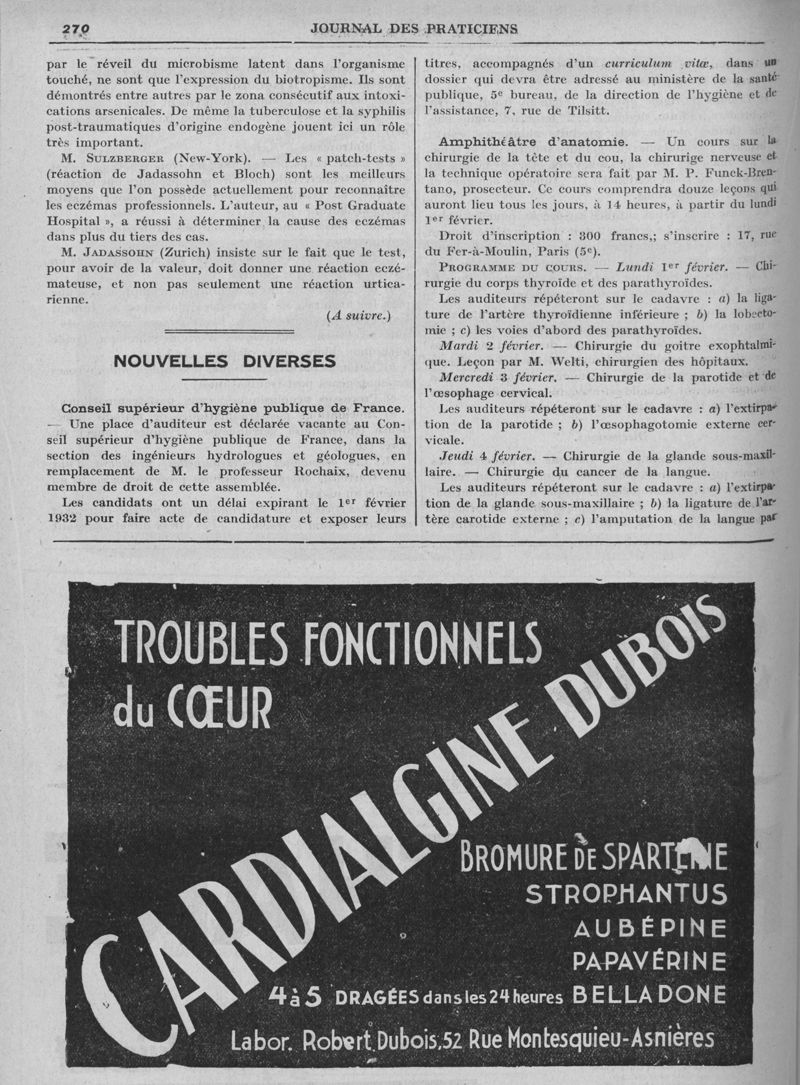 270
JOURNAL DES PRATICIENS
par le réveil du microbisme latent dans l'organisme
touché, ne sont que l'expression du biotropisme. Ils sont
démontrés entre autres par le zona consécutif aux intoxi-
cations arsenicales. De même la tuberculose et la syphilis
post-traumatiques d'origine endogène jouent ici un rôle
très important.
M. SULZBERGER (New-York). — Les « patch-tests »
(réaction de Jadassohn et Bloch) sont les meilleurs
moyens que l'on possède actuellement pour reconnaître
les eczémas professionnels. L'auteur, au « Post Graduate
Hospital », a réussi à déterminer la cause des eczémas
dans plus du tiers des cas.
M. JADASSOHN (Zurich) insiste sur le fait que le test,
pour avoir de la valeur, doit donner une réaction eczé-
mateuse, et non pas seulement une réaction urtica-
rienne.
(A suivre.)
NOUVELLES DIVERSES
Conseil supérieur d'hygiène publique de France.
— Une place d'auditeur est déclarée vacante au Con-
seil supérieur d'hygiène publique de France, dans la
section des ingénieurs hydrologues et géologues, en
remplacement de M. le professeur Rochaix, devenu
membre de droit de cette assemblée.
Les candidats ont un délai expirant le 1er février
1932 pour faire acte de candidature et exposer leurs
titres, accompagnés d'un curriculum vitæ, dans un
dossier qui devra être adressé au ministère de la santé
publique, 5e bureau, de la direction de l'hygiène et de
l'assistance, 7, rue de Tilsitt.
Amphithéâtre d'anatomie. — Un cours sur la
chirurgie de la tête et du cou, la chirurige nerveuse et
la technique opératoire sera fait par M. P. Funck-Bren-
tano, prosecteur. Ce cours comprendra douze leçons qui
auront lieu tous les jours, à 14 heures, à partir du lundi
1er février.
Droit d'inscription : 300 francs,; s'inscrire : 17, rue
du Fer-à-Moulin, Paris (5e).
PROGRAMME DU COURS. — Lundi 1er février. — Chi-
rurgie du corps thyroïde et des parathyroïdes.
Les auditeurs répéteront sur le cadavre : a) la liga-
ture de l'artère thyroïdienne inférieure ; b) la lobecto-
mie ; c) les voies d'abord des parathyroïdes.
Mardi 2 février. — Chirurgie du goitre exophtalmi-
que. Leçon par M. Welti, chirurgien des hôpitaux.
Mercredi 3 février. — Chirurgie de la parotide et de
l'œsophage cervical.
Les auditeurs répéteront sur le cadavre : a) l'extirpa-
tion de la parotide ; b) l'œsophagotomie externe cer-
vicale.
Jeudi 4 février. — Chirurgie de la glande sous-maxil-
laire. — Chirurgie du cancer de la langue.
Les auditeurs répéteront sur le cadavre : a) l'extirpa-
tion de la glande sous-maxillaire ; b) la ligature de l'ar-
tère carotide externe ; c) l'amputation de la langue par
TROUBLES FONCTIONNELS
du CŒUR
CARDIALGINE DUBOIS
BROMURE DE SPARTEINE
STROPHANTUS
AUBÉPINE
PAPAVÉRINE
4 à 5 DRAGÉES dans les 24 heures BELLADONE
Labor. Robert Dubois, 52 Rue Montesquieu-Asnières